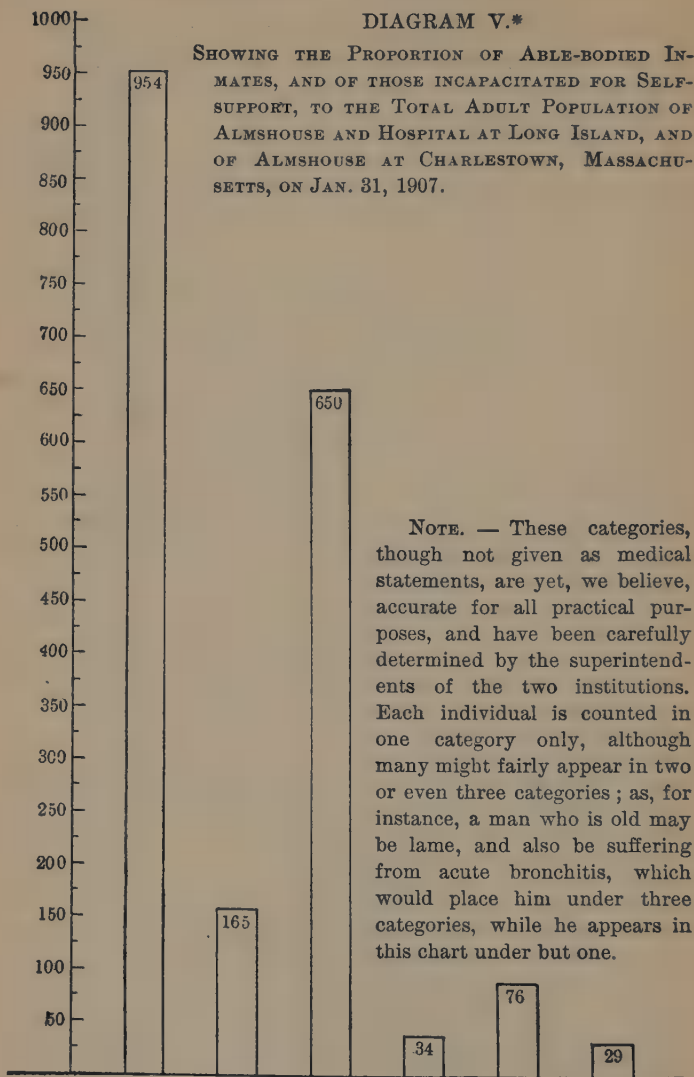 DIAGRAM V.*
SHOWING THE PROPORTION OF ABLE-BODIED IN-
MATES, AND OF THOSE INCAPACITATED FOR SELF-
SUPPORT, TO THE TOTAL ADULT POPULATION OF
ALMSHOUSE AND HOSPITAL AT LONG ISLAND, AND
OF ALMSHOUSE AT CHARLESTOWN, MASSACHU-
SETTS, ON JAN. 31, 1907.
1000
950
900
850
800
750
700
650
600
550
500
450
400
350
300
250
200
150
100
50
954
165
650
34
76
29
NOTE. — These categories,
though not given as medical
statements, are yet, we believe,
accurate for all practical pur-
poses, and have been carefully
determined by the superintend-
ents of the two institutions.
Each individual is counted in
one category only, although
many might fairly appear in two
or even three categories ; as, for
instance, a man who is old may
be lame, and also be suffering
from acute bronchitis, which
would place him under three
categories, while he appears in
this chart under but one.